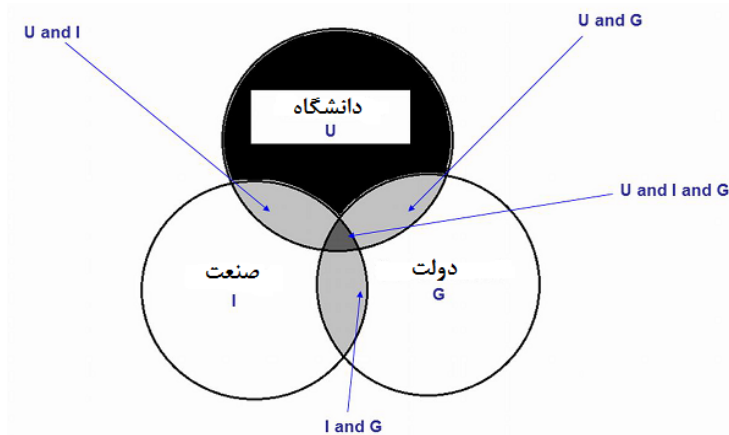 U and I
U and G
دانشگاه
U
U and I and G
صنعت
I
دولت
G
I and G